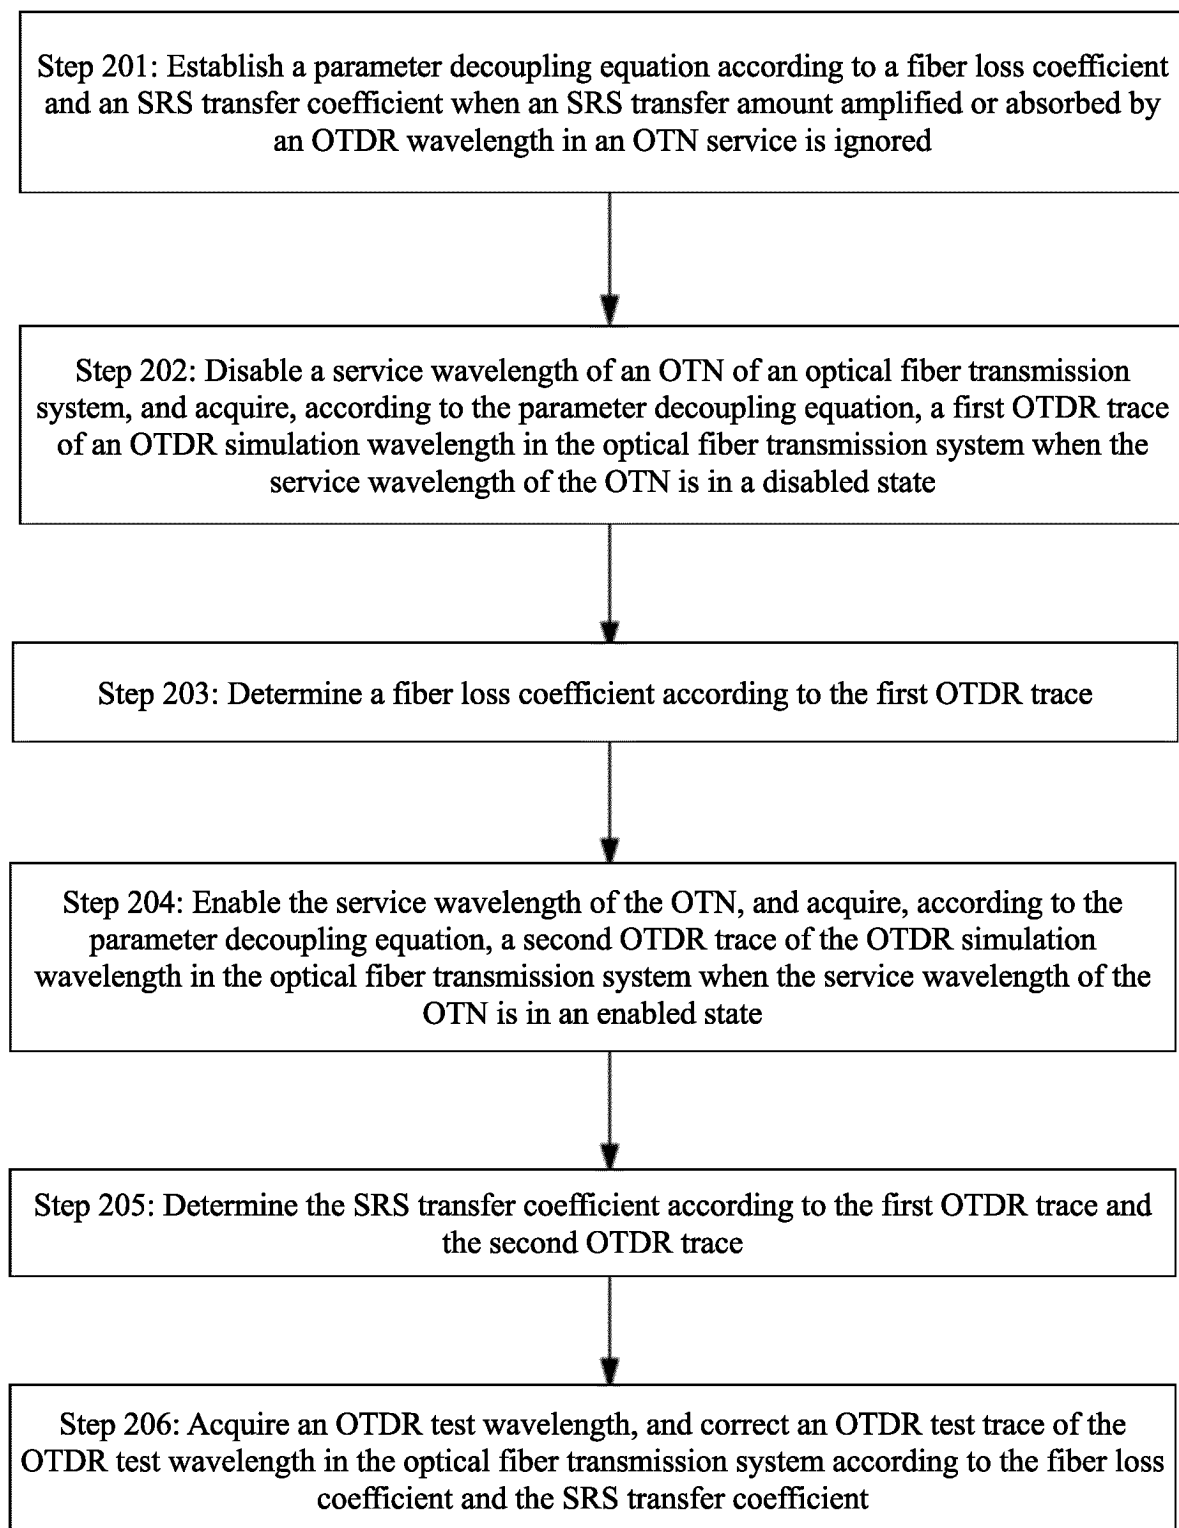 Step 201: Establish a parameter decoupling equation according to a fiber loss coefficient
and an SRS transfer coefficient when an SRS transfer amount amplified or absorbed by
an OTDR wavelength in an OTN service is ignored
Step 202: Disable a service wavelength of an OTN of an optical fiber transmission
system, and acquire, according to the parameter decoupling equation, a first OTDR trace
of an OTDR simulation wavelength in the optical fiber transmission system when the
service wavelength of the OTN is in a disabled state
Step 203: Determine a fiber loss coefficient according to the first OTDR trace
Step 204: Enable the service wavelength of the OTN, and acquire, according to the
parameter decoupling equation, a second OTDR trace of the OTDR simulation
wavelength in the optical fiber transmission system when the service wavelength of the
OTN is in an enabled state
Step 205: Determine the SRS transfer coefficient according to the first OTDR trace and
the second OTDR trace
Step 206: Acquire an OTDR test wavelength, and correct an OTDR test trace of the
OTDR test wavelength in the optical fiber transmission system according to the fiber loss
coefficient and the SRS transfer coefficient